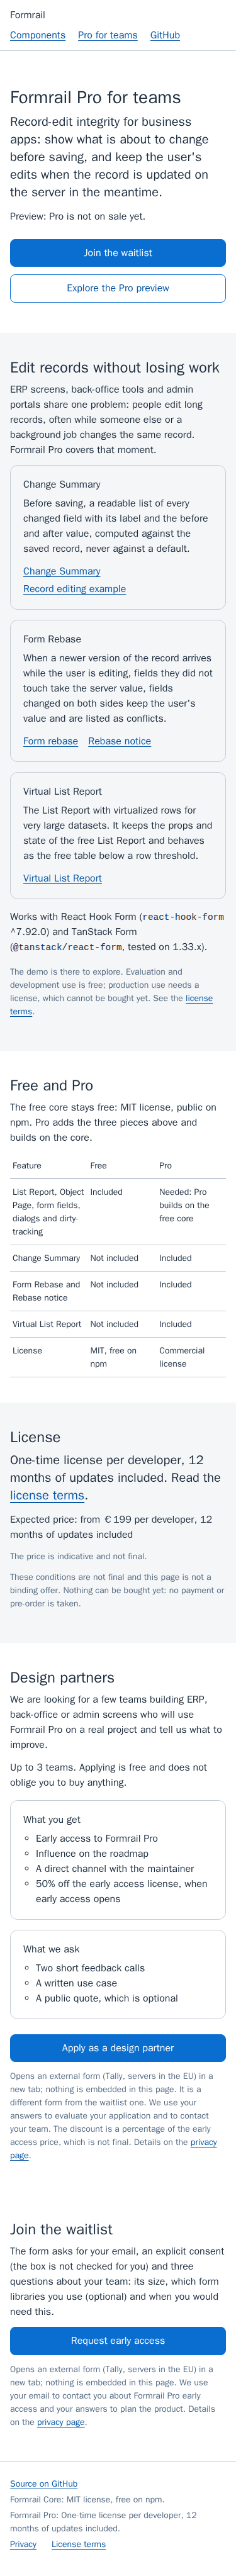 Formrail
Components Pro for teams GitHub
Formrail Pro for teams
Record-edit integrity for business
apps: show what is about to change
before saving, and keep the user's
edits when the record is updated on
the server in the meantime.
Preview: Pro is not on sale yet.
Join the waitlist
Explore the Pro preview
Edit records without losing work
ERP screens, back-office tools and admin
portals share one problem: people edit long
records, often while someone else or a
background job changes the same record.
Formrail Pro covers that moment.
Change Summary
Before saving, a readable list of every
changed field with its label and the before
and after value, computed against the
saved record, never against a default.
Change Summary
Record editing example
Form Rebase
When a newer version of the record arrives
while the user is editing, fields they did not
touch take the server value, fields
changed on both sides keep the user's
value and are listed as conflicts.
Form rebase Rebase notice
Virtual List Report
The List Report with virtualized rows for
very large datasets. It keeps the props and
state of the free List Report and behaves
as the free table below a row threshold.
Virtual List Report
Works with React Hook Form (react-hook-form
^7.92.0) and TanStack Form
(@tanstack/react-form, tested on 1.33.x).
The demo is there to explore. Evaluation and
development use is free; production use needs a
license, which cannot be bought yet. See the license
terms.
Free and Pro
The free core stays free: MIT license, public on
npm. Pro adds the three pieces above and
builds on the core.
Feature Free Pro
List Report, Object Included Needed: Pro
Page, form fields, builds on the
dialogs and dirty- free core
tracking
Change Summary Not included Included
Form Rebase and Not included Included
Rebase notice
Virtual List Report Not included Included
License MIT, free on Commercial
npm license
License
One-time license per developer, 12
months of updates included. Read the
license terms.
Expected price: from €199 per developer, 12
months of updates included
The price is indicative and not final.
These conditions are not final and this page is not a
binding offer. Nothing can be bought yet: no payment or
pre-order is taken.
Design partners
We are looking for a few teams building ERP,
back-office or admin screens who will use
Formrail Pro on a real project and tell us what to
improve.
Up to 3 teams. Applying is free and does not
oblige you to buy anything.
What you get
Early access to Formrail Pro
Influence on the roadmap
A direct channel with the maintainer
50% off the early access license, when
early access opens
What we ask
Two short feedback calls
A written use case
A public quote, which is optional
Apply as a design partner
Opens an external form (Tally, servers in the EU) in a
new tab; nothing is embedded in this page. It is a
different form from the waitlist one. We use your
answers to evaluate your application and to contact
your team. The discount is a percentage of the early
access price, which is not final. Details on the privacy
page.
Join the waitlist
The form asks for your email, an explicit consent
(the box is not checked for you) and three
questions about your team: its size, which form
libraries you use (optional) and when you would
need this.
Request early access
Opens an external form (Tally, servers in the EU) in a
new tab; nothing is embedded in this page. We use
your email to contact you about Formrail Pro early
access and your answers to plan the product. Details
on the privacy page.
Source on GitHub
Formrail Core: MIT license, free on npm.
Formrail Pro: One-time license per developer, 12
months of updates included.
Privacy License terms